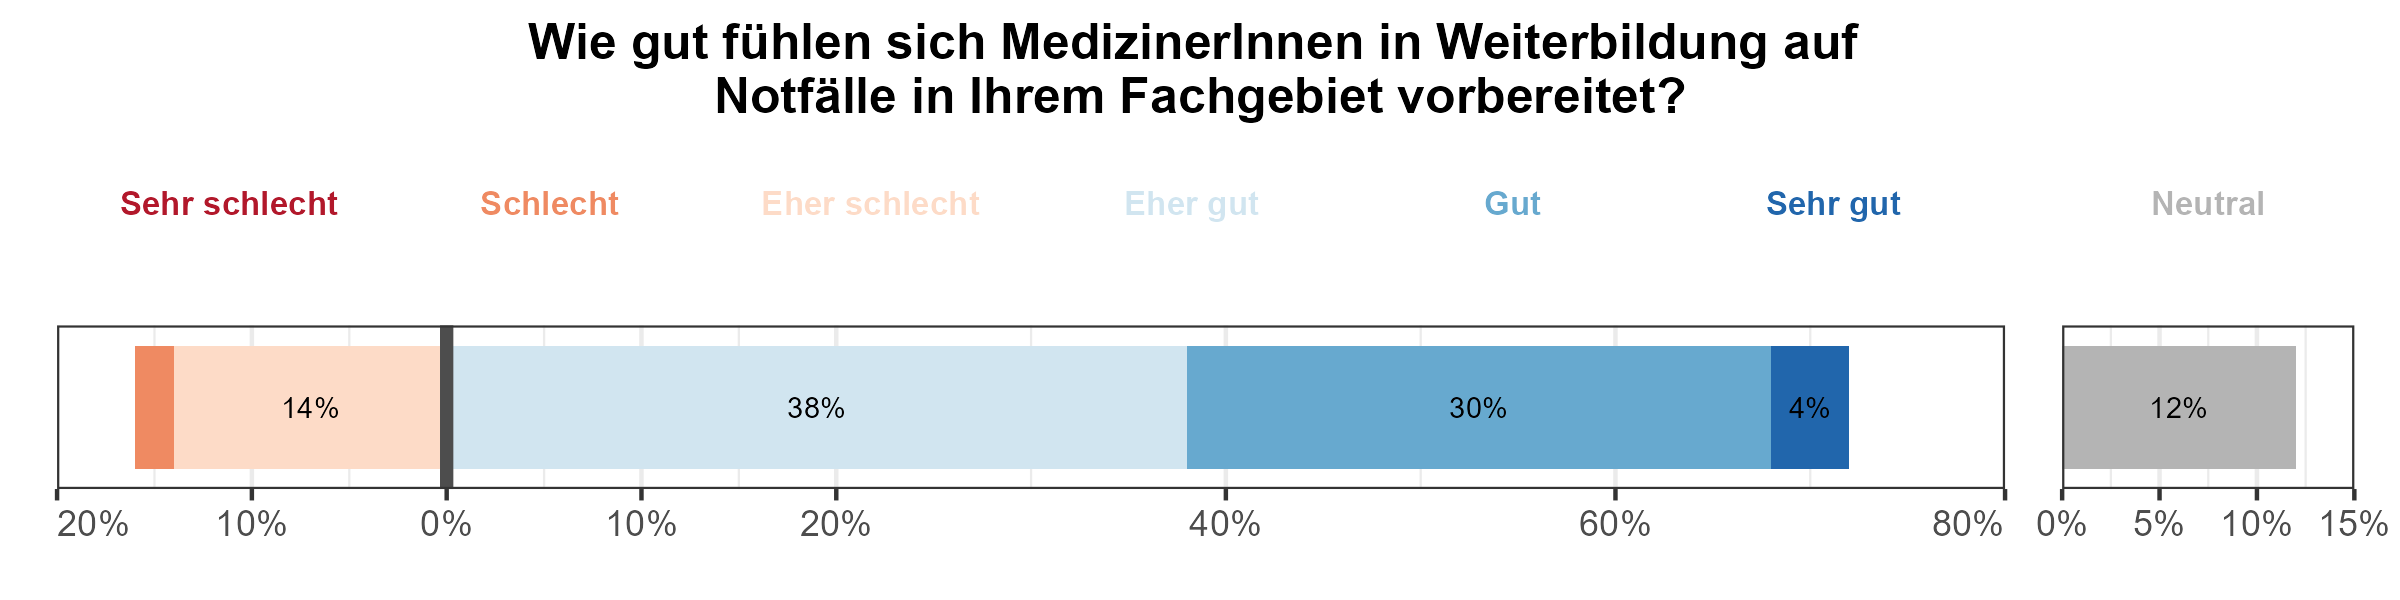 Wie gut fühlen sich MedizinerInnen in Weiterbildung auf
Notfälle in Ihrem Fachgebiet vorbereitet?
Sehr schlecht Schlecht Eher schlecht Eher gut Gut Sehr gut Neutral
14% 38% 30% 4% 12%
20% 10% 0% 10% 20% 40% 60% 80% 0% 5% 10% 15%